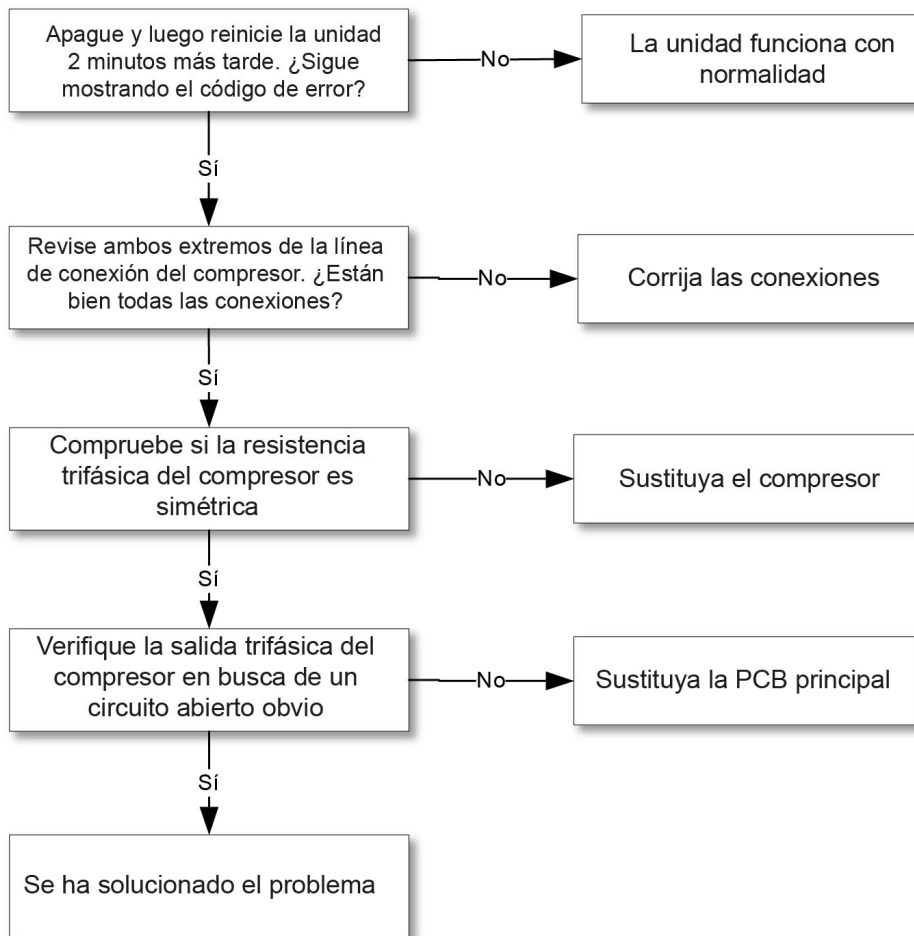 Apague y luego reinicie la unidad
2 minutos más tarde. ¿Sigue
mostrando el código de error?
No
La unidad funciona con
normalidad
Sí
Revise ambos extremos de la línea
de conexión del compresor. ¿Están
bien todas las conexiones?
No
Corrija las conexiones
Sí
Compruebe si la resistencia
trifásica del compresor es
simétrica
No
Sustituya el compresor
Sí
Verifique la salida trifásica del
compresor en busca de un
circuito abierto obvio
No
Sustituya la PCB principal
Sí
Se ha solucionado el problema